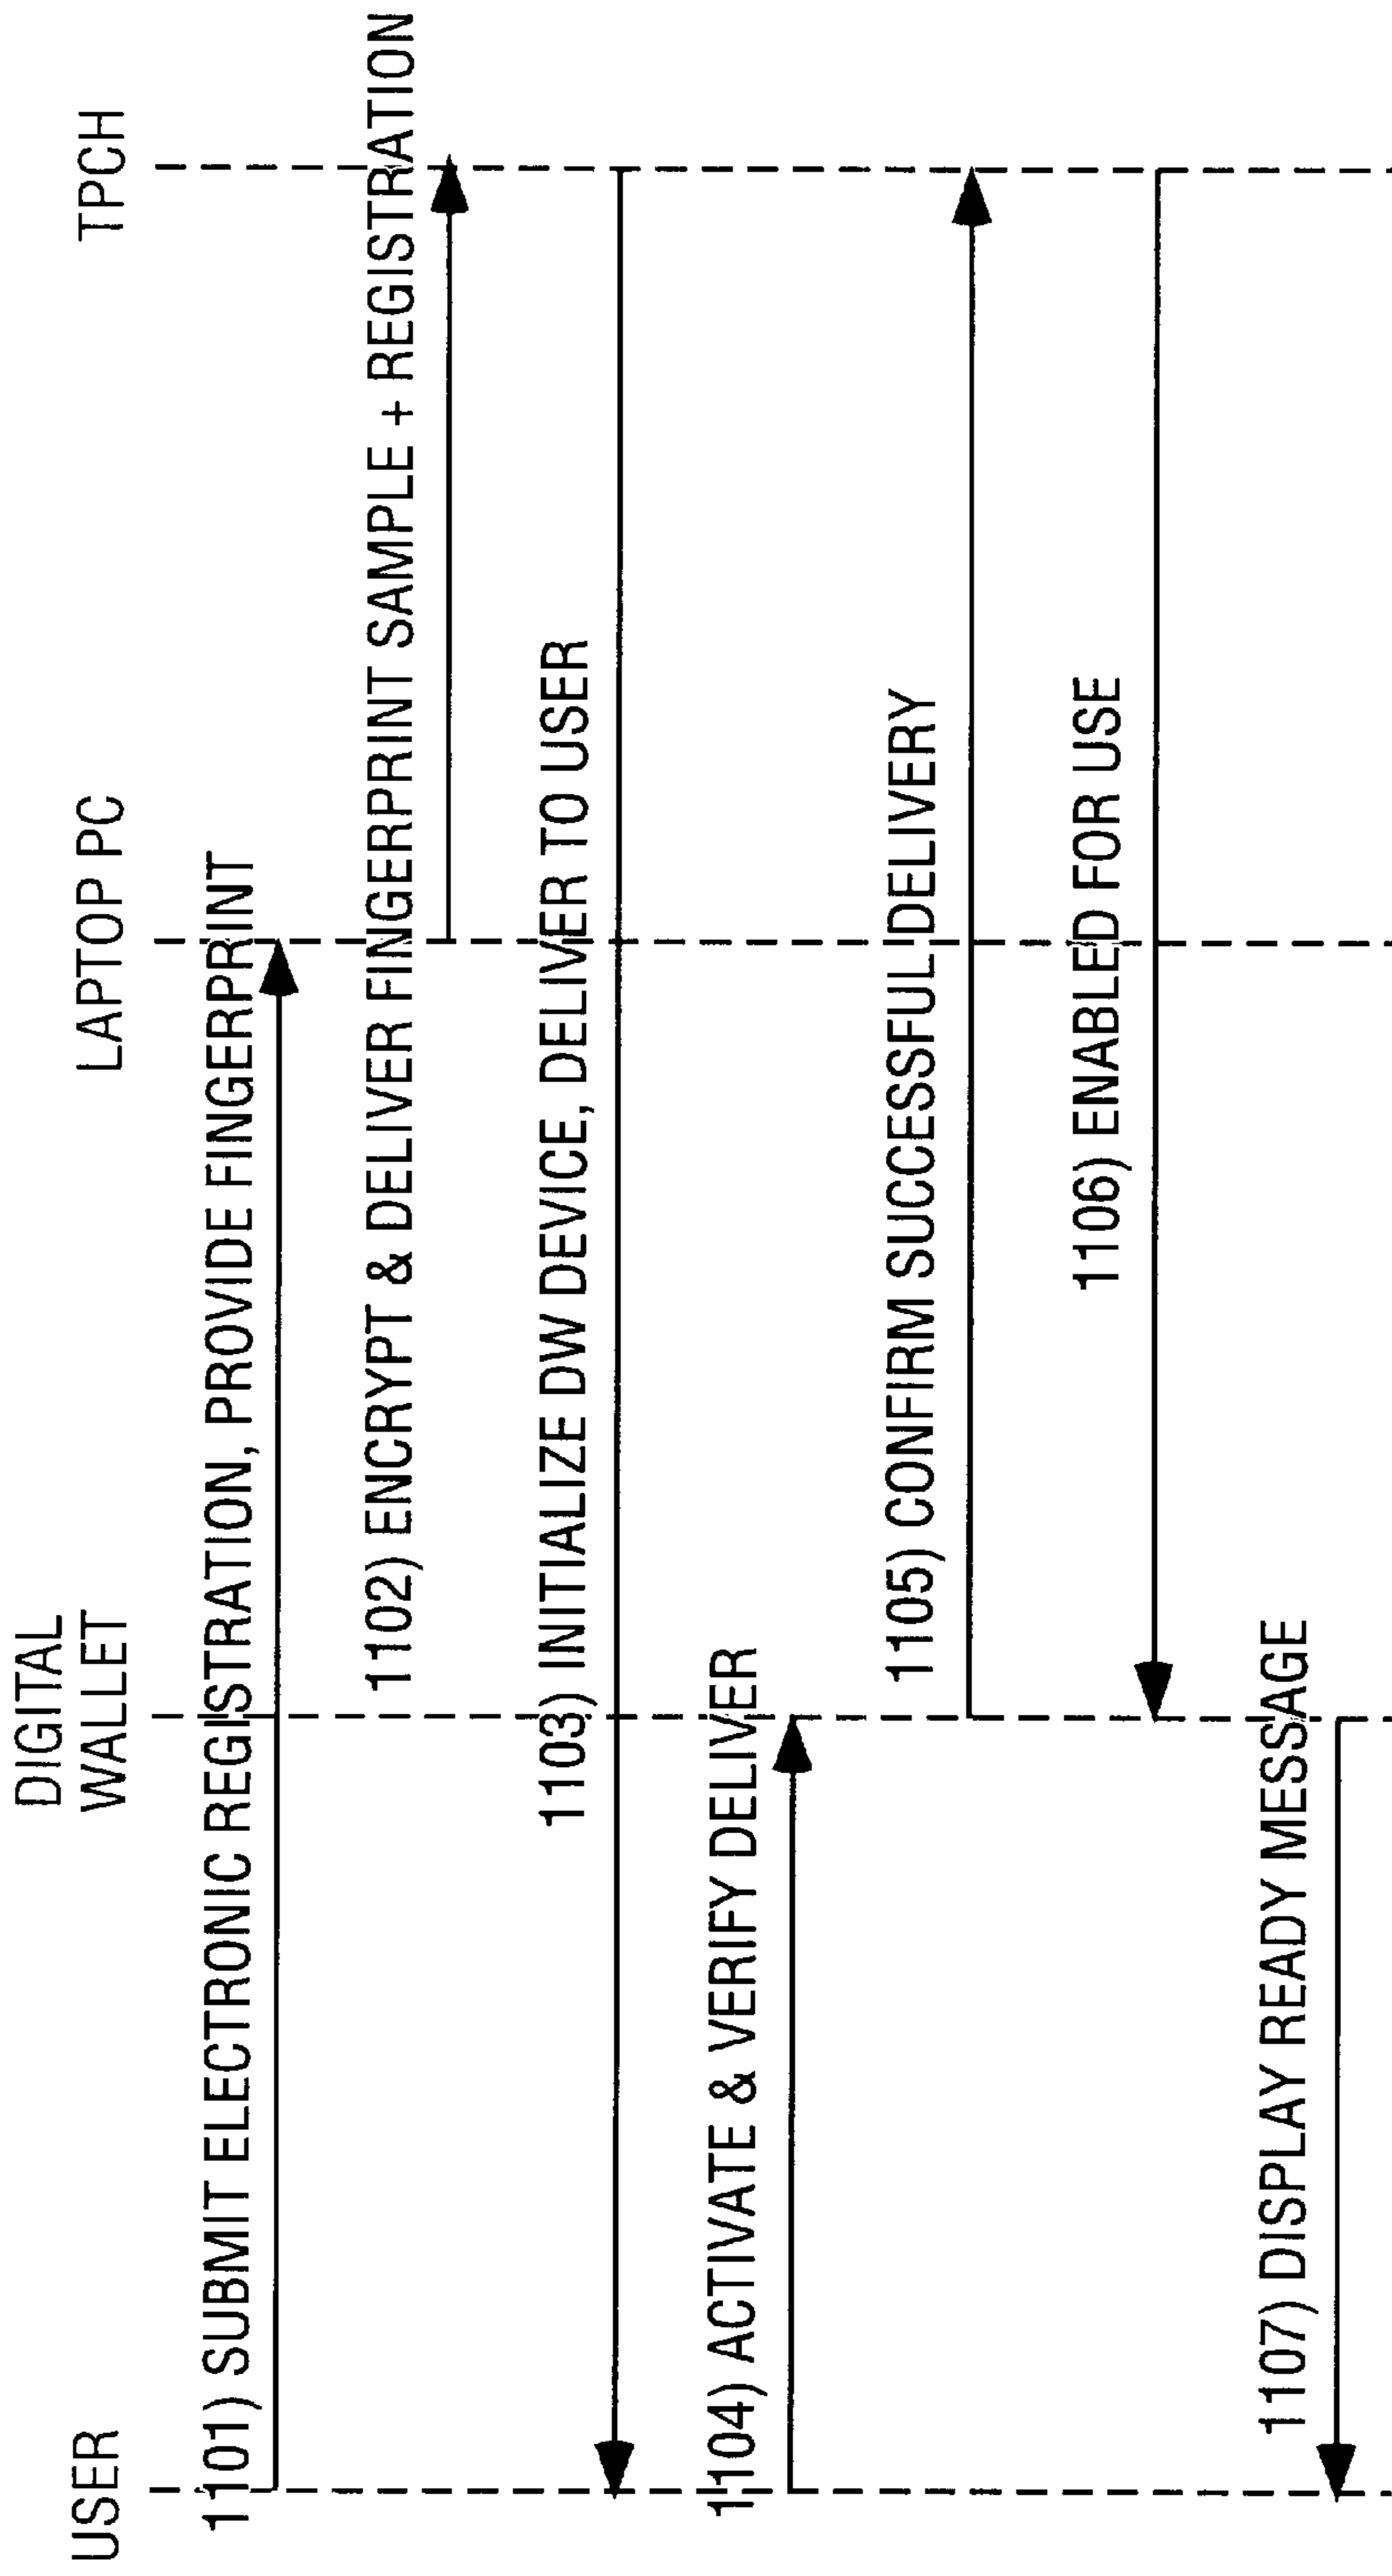 USER
DIGITAL
WALLET
LAPTOP PC
TPCH
1101) SUBMIT ELECTRONIC REGISTRATION, PROVIDE FINGERPRINT
1102) ENCRYPT & DELIVER FINGERPRINT SAMPLE + REGISTRATION
1103) INITIALIZE DW DEVICE, DELIVER TO USER
1104) ACTIVATE & VERIFY DELIVER
1105) CONFIRM SUCCESSFUL DELIVERY
1106) ENABLED FOR USE
1107) DISPLAY READY MESSAGE